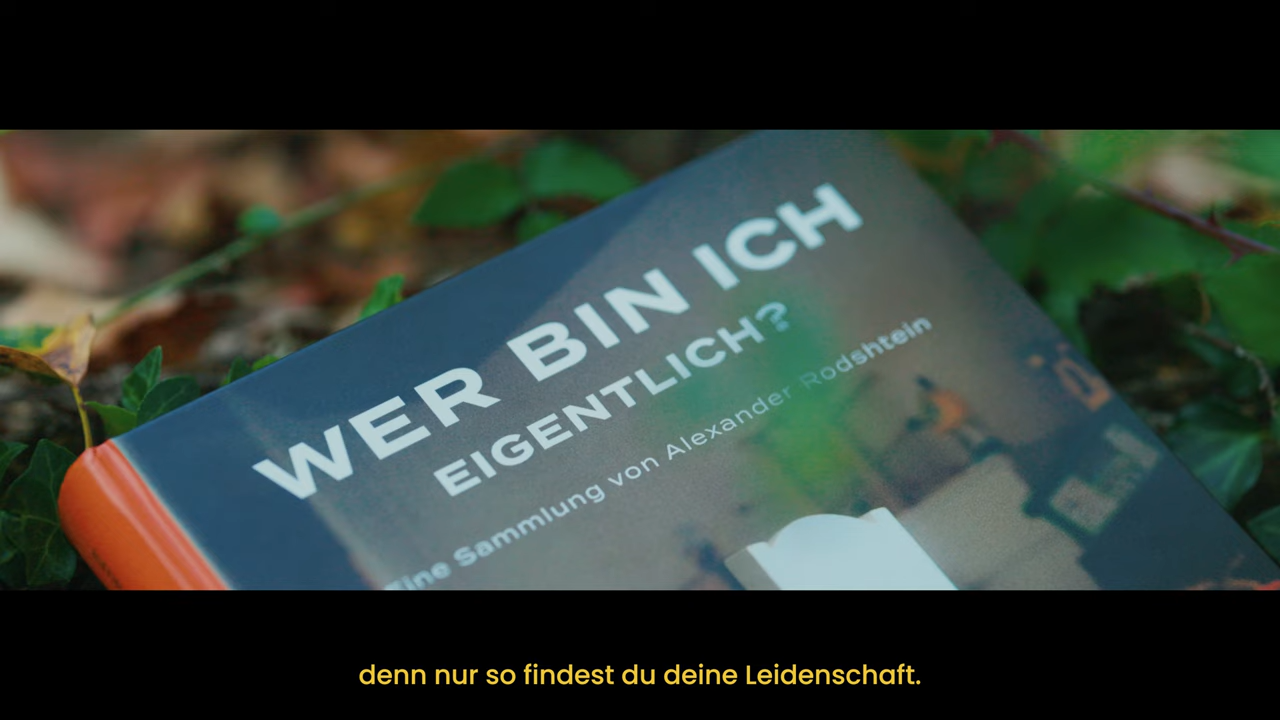 WER BIN ICH
EIGENTLICH?
Eine Sammlung von Alexander Rodshtein
denn nur so findest du deine Leidenschaft.